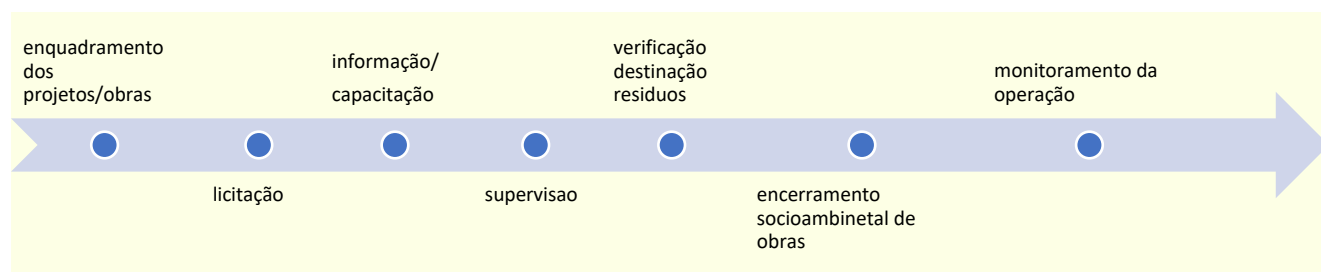 enquadramento
dos
projetos/obras
licitação
informação/
capacitação
supervisao
verificação
destinação
residuos
encerramento
socioambinetal de
obras
monitoramento da
operação